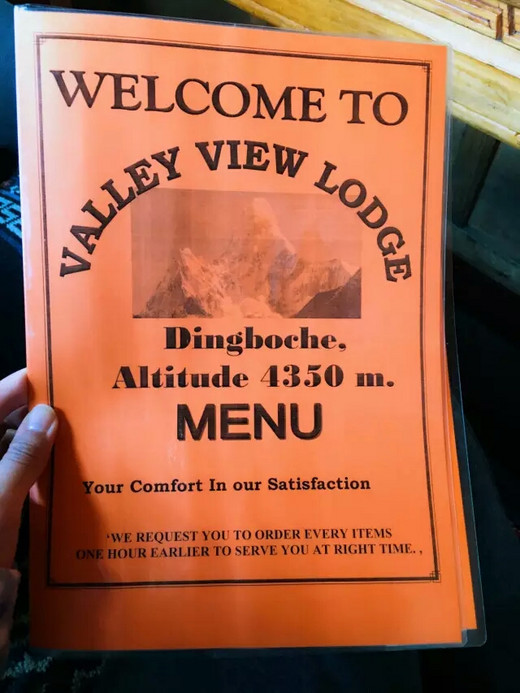 WELCOME TO
VALLEY VIEW LODGE
Dingboche,
Altitude 4350 m.
MENU
Your Comfort In our Satisfaction
‘WE REQUEST YOU TO ORDER EVERY ITEMS
ONE HOUR EARLIER TO SERVE YOU AT RIGHT TIME. ,